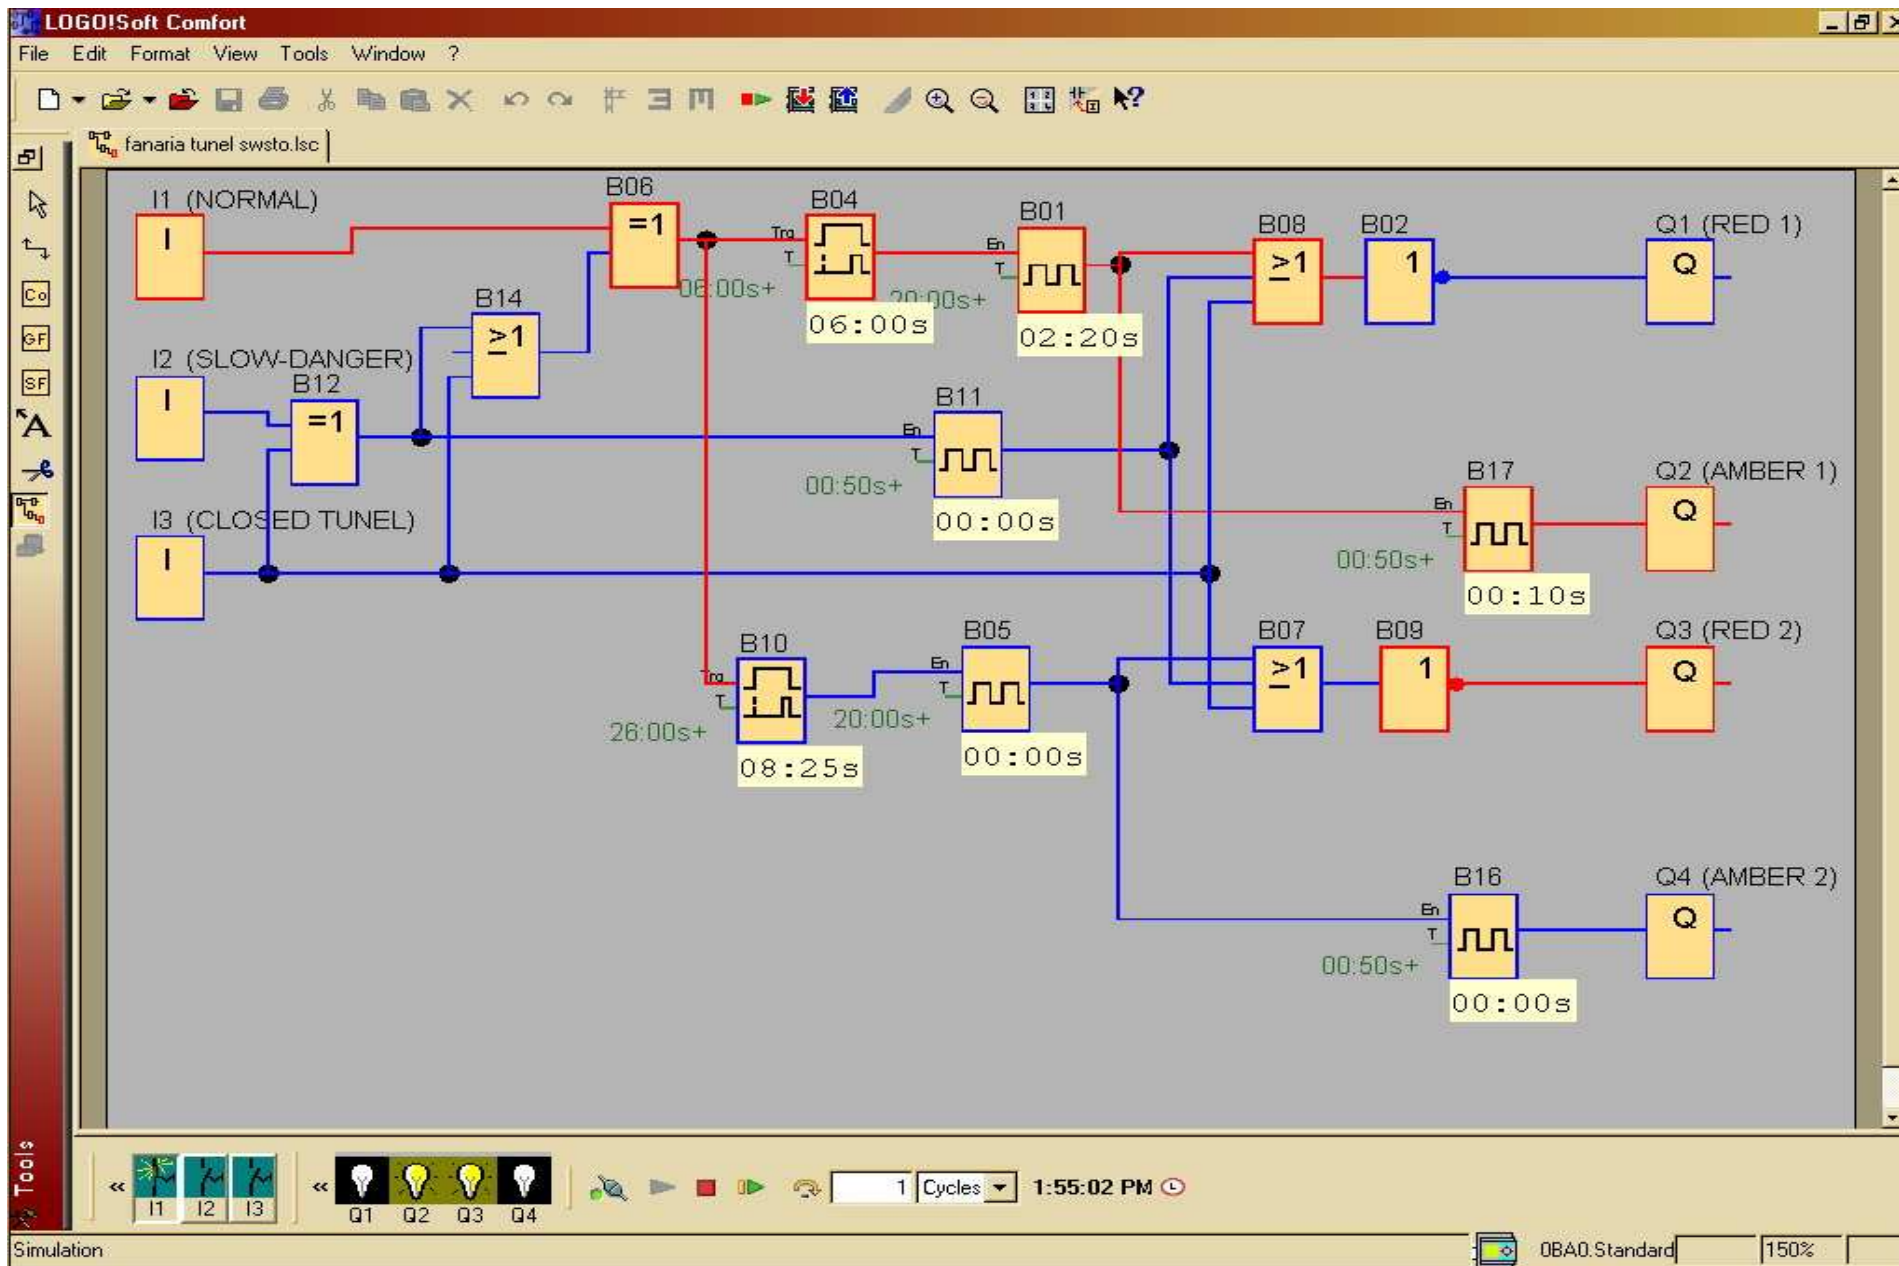 LOGO!Soft Comfort
File Edit Format View Tools Window ?
Co
GF
SF
A
fanaria tunel swsto.lsc
I1 (NORMAL)
I
B06
=1
B04
Trg
T
06:00s+
06:00s
B01
En
T
20:00s+
02:20s
B08
≥1
B02
1
Q1 (RED 1)
Q
B14
≥1
I2 (SLOW-DANGER)
I
B12
=1
B11
En
T
00:50s+
00:00s
B17
En
T
00:50s+
00:10s
Q2 (AMBER 1)
Q
I3 (CLOSED TUNEL)
I
B10
Trg
T
26:00s+
08:25s
B05
En
T
20:00s+
00:00s
B07
≥1
B09
1
Q3 (RED 2)
Q
B16
En
T
00:50s+
00:00s
Q4 (AMBER 2)
Q
Tools
« I1 I2 I3 « Q1 Q2 Q3 Q4 1 Cycles 1:55:02 PM
Simulation 0BA0.Standard 150%